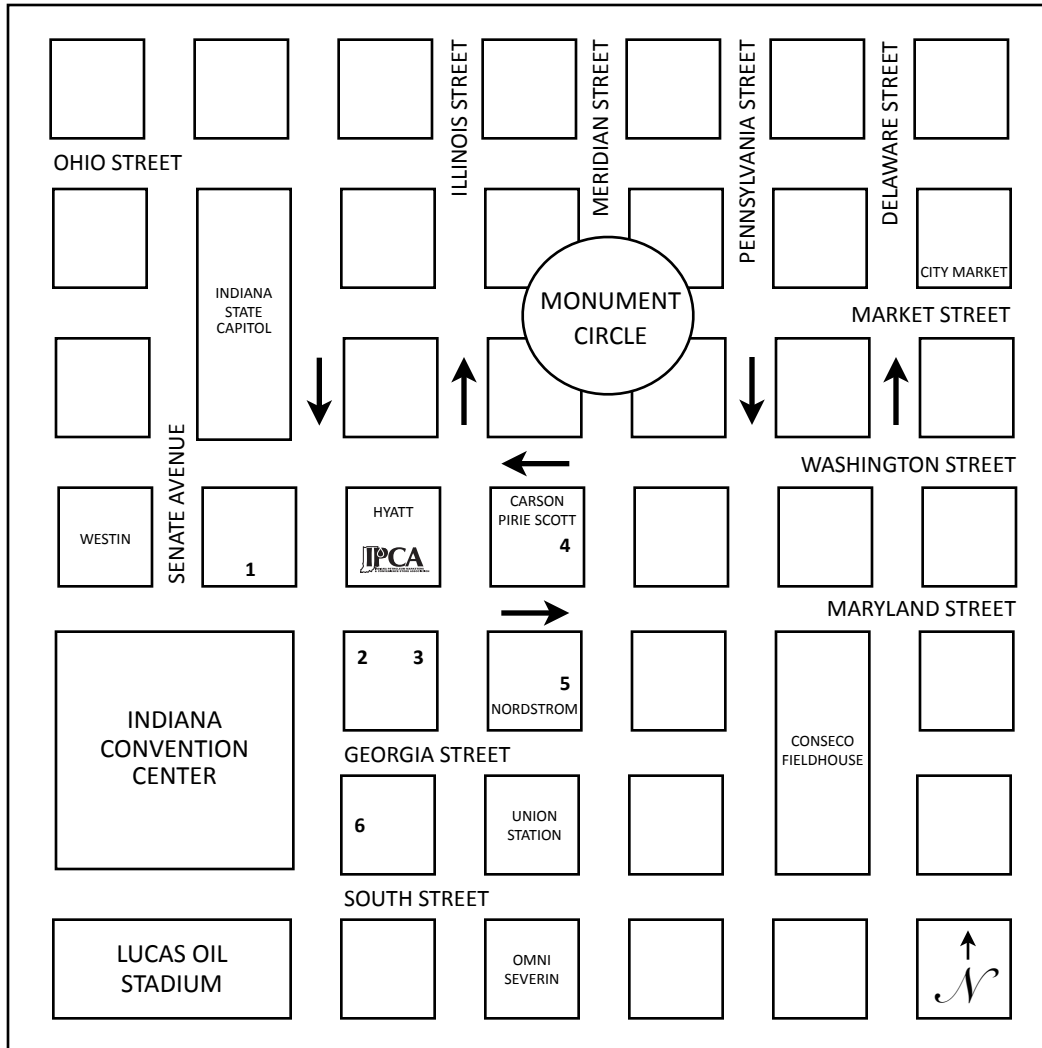 ILLINOIS STREET
MERIDIAN STREET
PENNSYLVANIA STREET
DELAWARE STREET
OHIO STREET
INDIANA
STATE
CAPITOL
MONUMENT
CIRCLE
CITY MARKET
MARKET STREET
SENATE AVENUE
WASHINGTON STREET
WESTIN
1
HYATT
IPCA
CARSON
PIRIE SCOTT
4
MARYLAND STREET
INDIANA
CONVENTION
CENTER
2 3
5
NORDSTROM
CONSECO
FIELDHOUSE
GEORGIA STREET
6
UNION
STATION
SOUTH STREET
LUCAS OIL
STADIUM
OMNI
SEVERIN
N